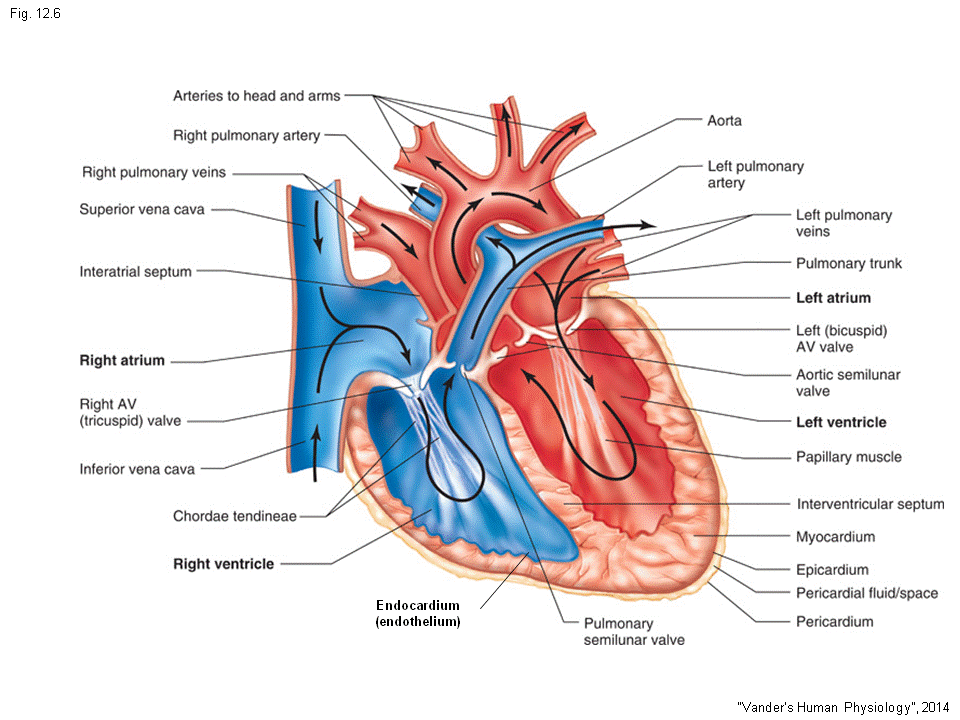 Fig. 12.6
Arteries to head and arms
Right pulmonary artery
Right pulmonary veins
Superior vena cava
Interatrial septum
Right atrium
Right AV
(tricuspid) valve
Inferior vena cava
Chordae tendineae
Right ventricle
Endocardium
(endothelium)
Aorta
Left pulmonary
artery
Left pulmonary
veins
Pulmonary trunk
Left atrium
Left (bicuspid)
AV valve
Aortic semilunar
valve
Left ventricle
Papillary muscle
Interventricular septum
Myocardium
Epicardium
Pericardial fluid/space
Pericardium
Pulmonary
semilunar valve
"Vander's Human Physiology", 2014